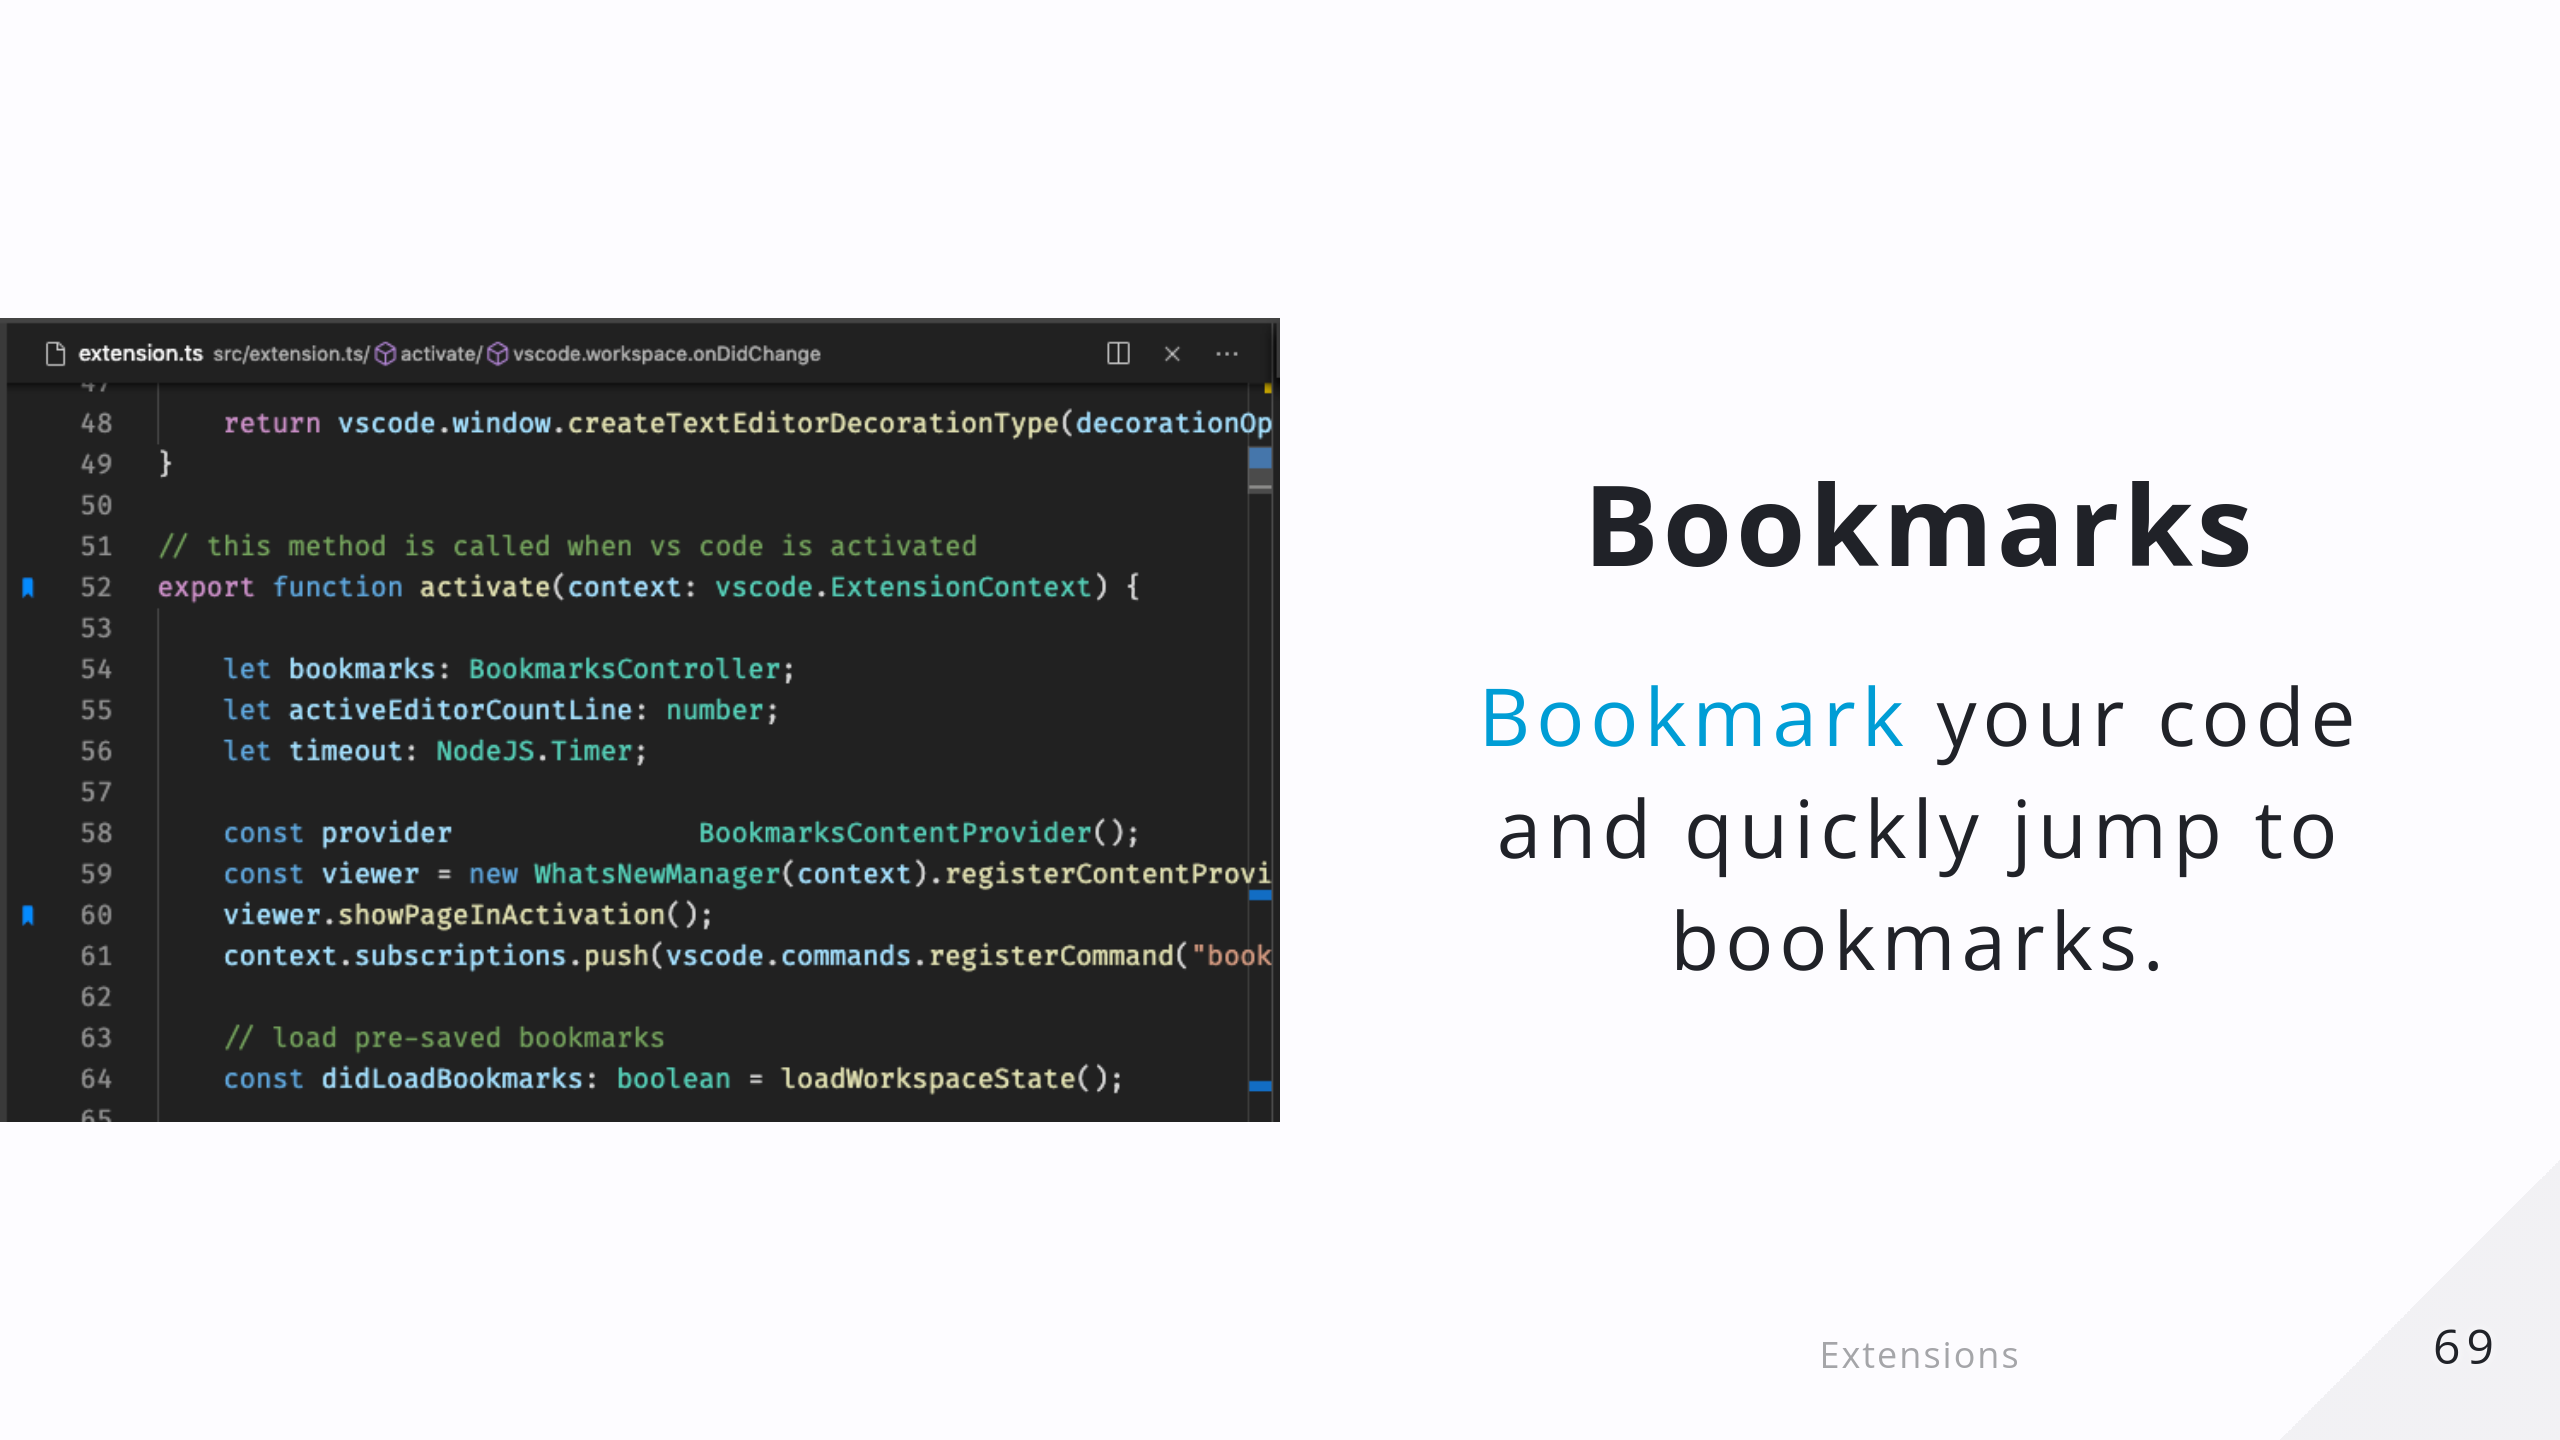 extension.ts src/extension.ts/ activate/ vscode.workspace.onDidChange
47
48 return vscode.window.createTextEditorDecorationType(decorationOp
49 }
50
51 // this method is called when vs code is activated
52 export function activate(context: vscode.ExtensionContext) {
53
54 let bookmarks: BookmarksController;
55 let activeEditorCountLine: number;
56 let timeout: NodeJS.Timer;
57
58 const provider BookmarksContentProvider();
59 const viewer = new WhatsNewManager(context).registerContentProvi
60 viewer.showPageInActivation();
61 context.subscriptions.push(vscode.commands.registerCommand("book
62
63 // load pre-saved bookmarks
64 const didLoadBookmarks: boolean = loadWorkspaceState();
65
Bookmarks
Bookmark your code
and quickly jump to
bookmarks.
Extensions
69